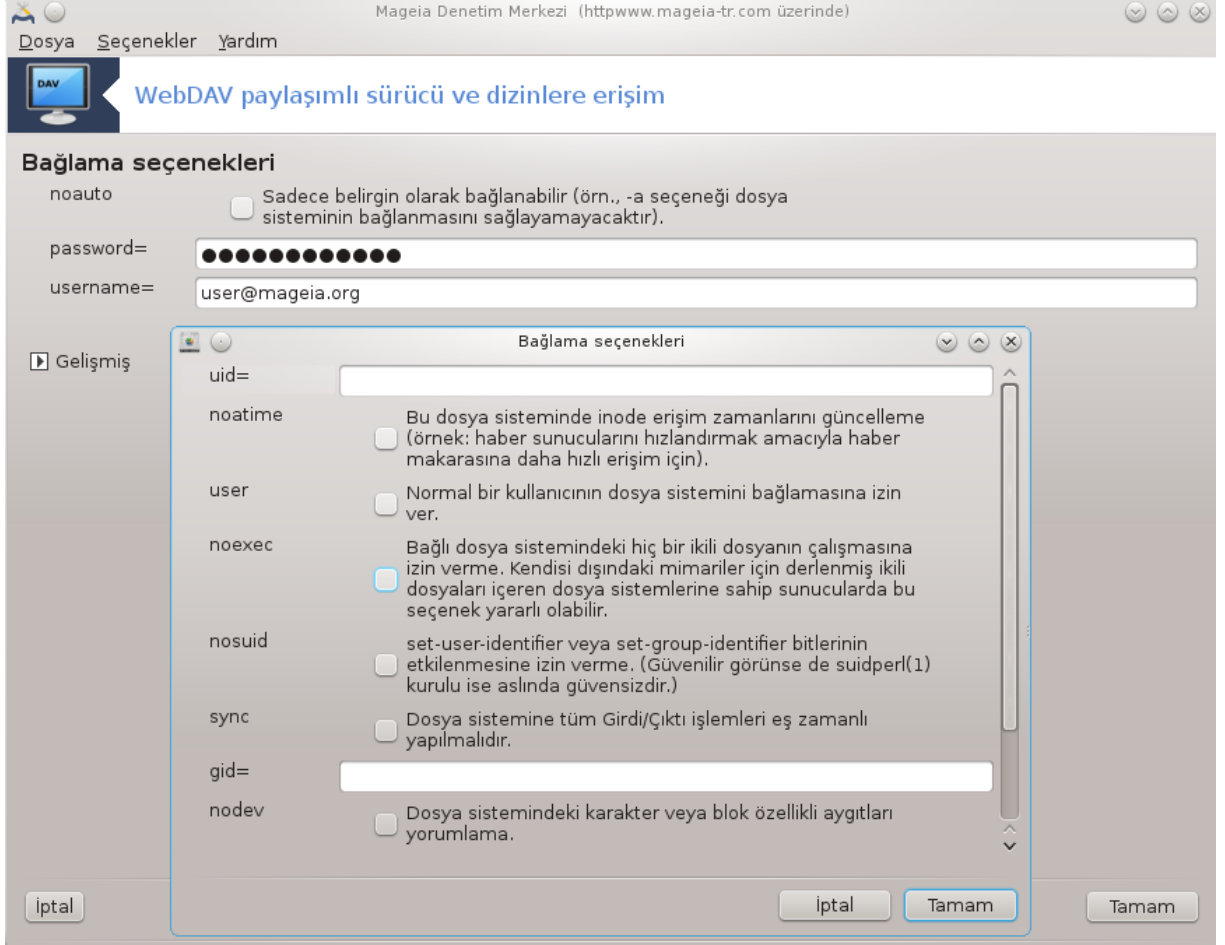 Mageia Denetim Merkezi (httpwww.mageia-tr.com üzerinde)
Dosya Seçenekler Yardım
DAV
WebDAV paylaşımlı sürücü ve dizinlere erişim
Bağlama seçenekleri
noauto
Sadece belirgin olarak bağlanabilir (örn., -a seçeneği dosya
sisteminin bağlanmasını sağlayamayacaktır).
password=
●●●●●●●●●●●●
username=
user@mageia.org
Gelişmiş
Bağlama seçenekleri
uid=
noatime
Bu dosya sisteminde inode erişim zamanlarını güncelleme
(örnek: haber sunucularını hızlandırmak amacıyla haber
makarasına daha hızlı erişim için).
user
Normal bir kullanıcının dosya sistemini bağlamasına izin
ver.
noexec
Bağlı dosya sistemindeki hiç bir ikili dosyanın çalışmasına
izin verme. Kendisi dışındaki mimariler için derlenmiş ikili
dosyaları içeren dosya sistemlerine sahip sunucularda bu
seçenek yararlı olabilir.
nosuid
set-user-identifier veya set-group-identifier bitlerinin
etkilenmesine izin verme. (Güvenilir görünse de suidperl(1)
kurulu ise aslında güvensizdir.)
sync
Dosya sistemine tüm Girdi/Çıktı işlemleri eş zamanlı
yapılmalıdır.
gid=
nodev
Dosya sistemindeki karakter veya blok özellikli aygıtları
yorumlama.
İptal Tamam
İptal Tamam